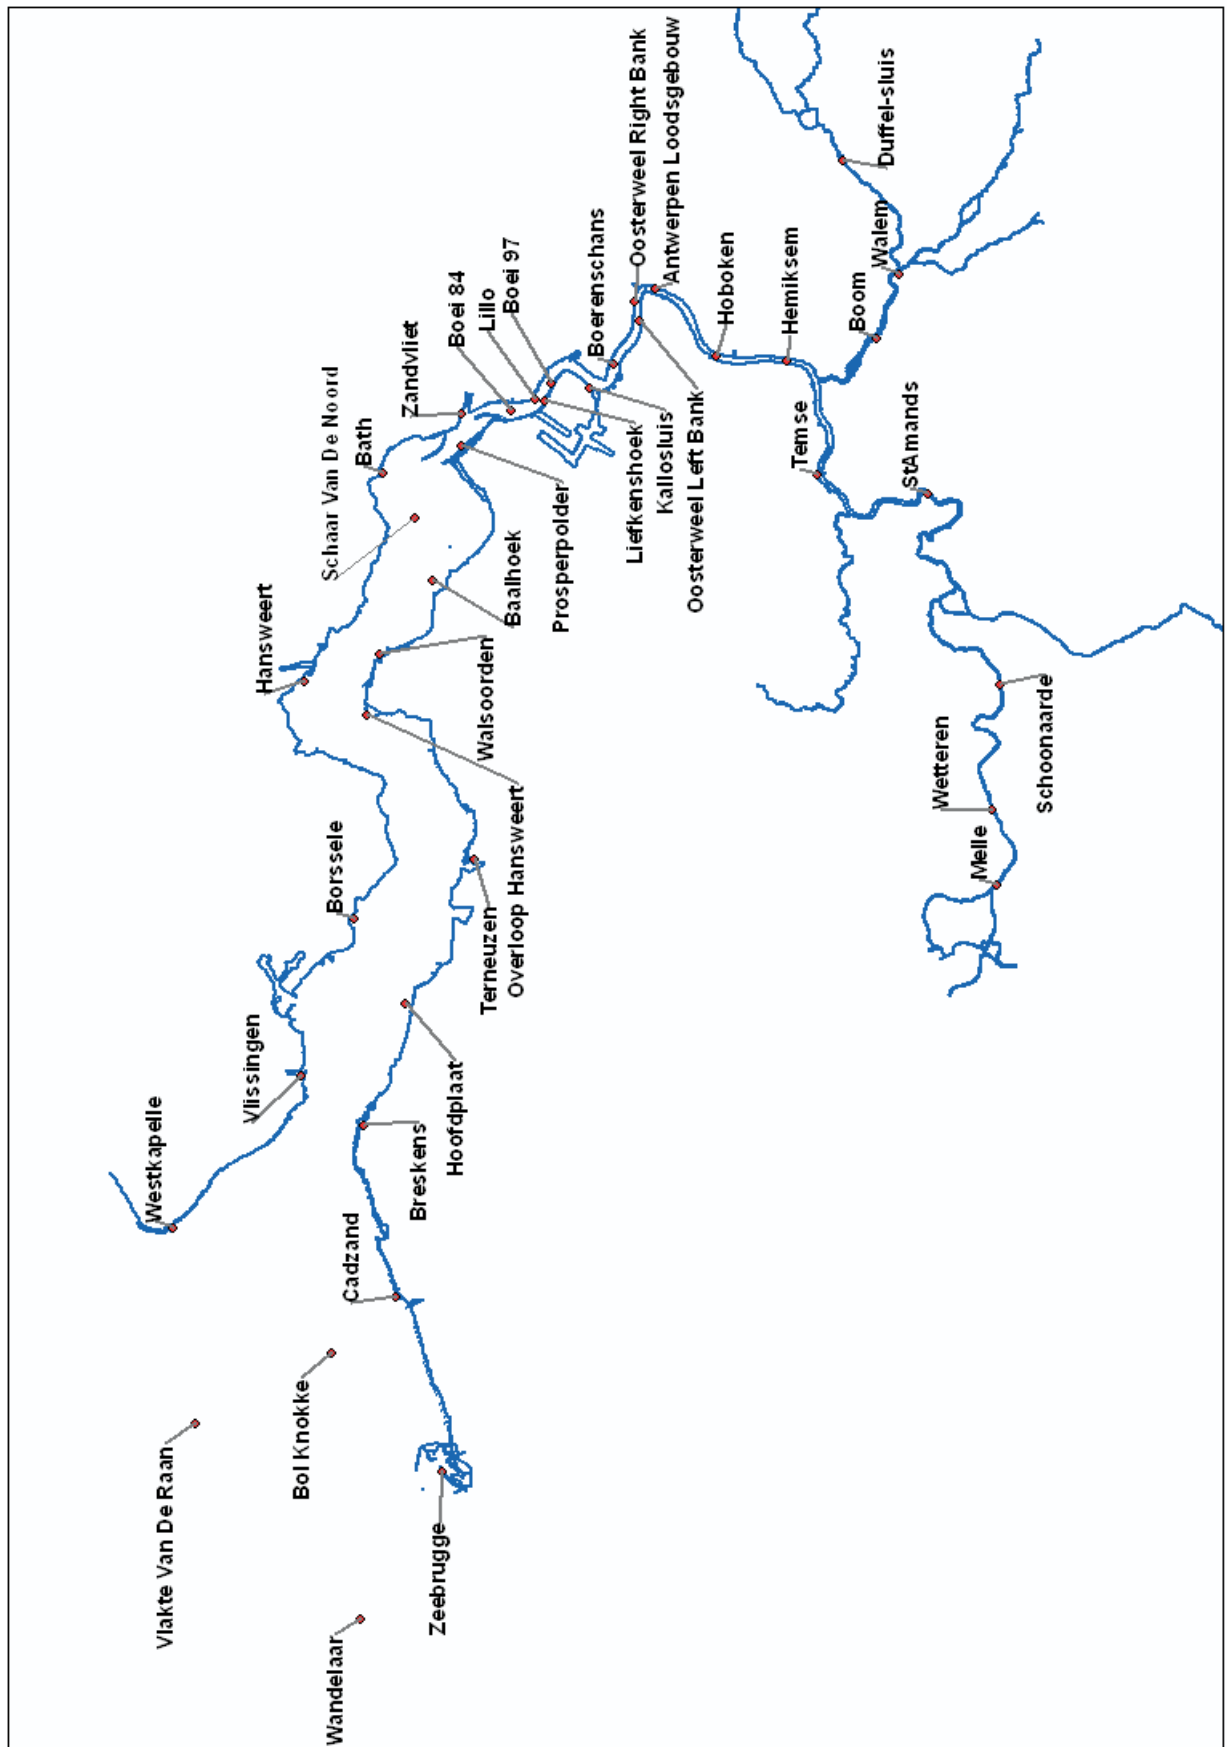 Vlakte Van De Raan
Wandelaar
Bol Knokke
Zeebrugge
Westkapelle
Cadzand
Vlissingen
Breskens
Hoofdplaat
Borssele
Terneuzen
Overloop Hansweert
Hansweert
Walsoorden
Schaar Van De Noord
Baalhoek
Bath
Prosperpolder
Zandvliet
Boei 84
Lillo
Boei 97
Liefkenshoek
Kallosluis
Oosterweel Left Bank
Boerenschans
Oosterweel Right Bank
Antwerpen Loodsgebouw
Hoboken
Hemiksem
Temse
Boom
Walem
Duffel-sluis
StAmands
Schoonaarde
Wetteren
Melle